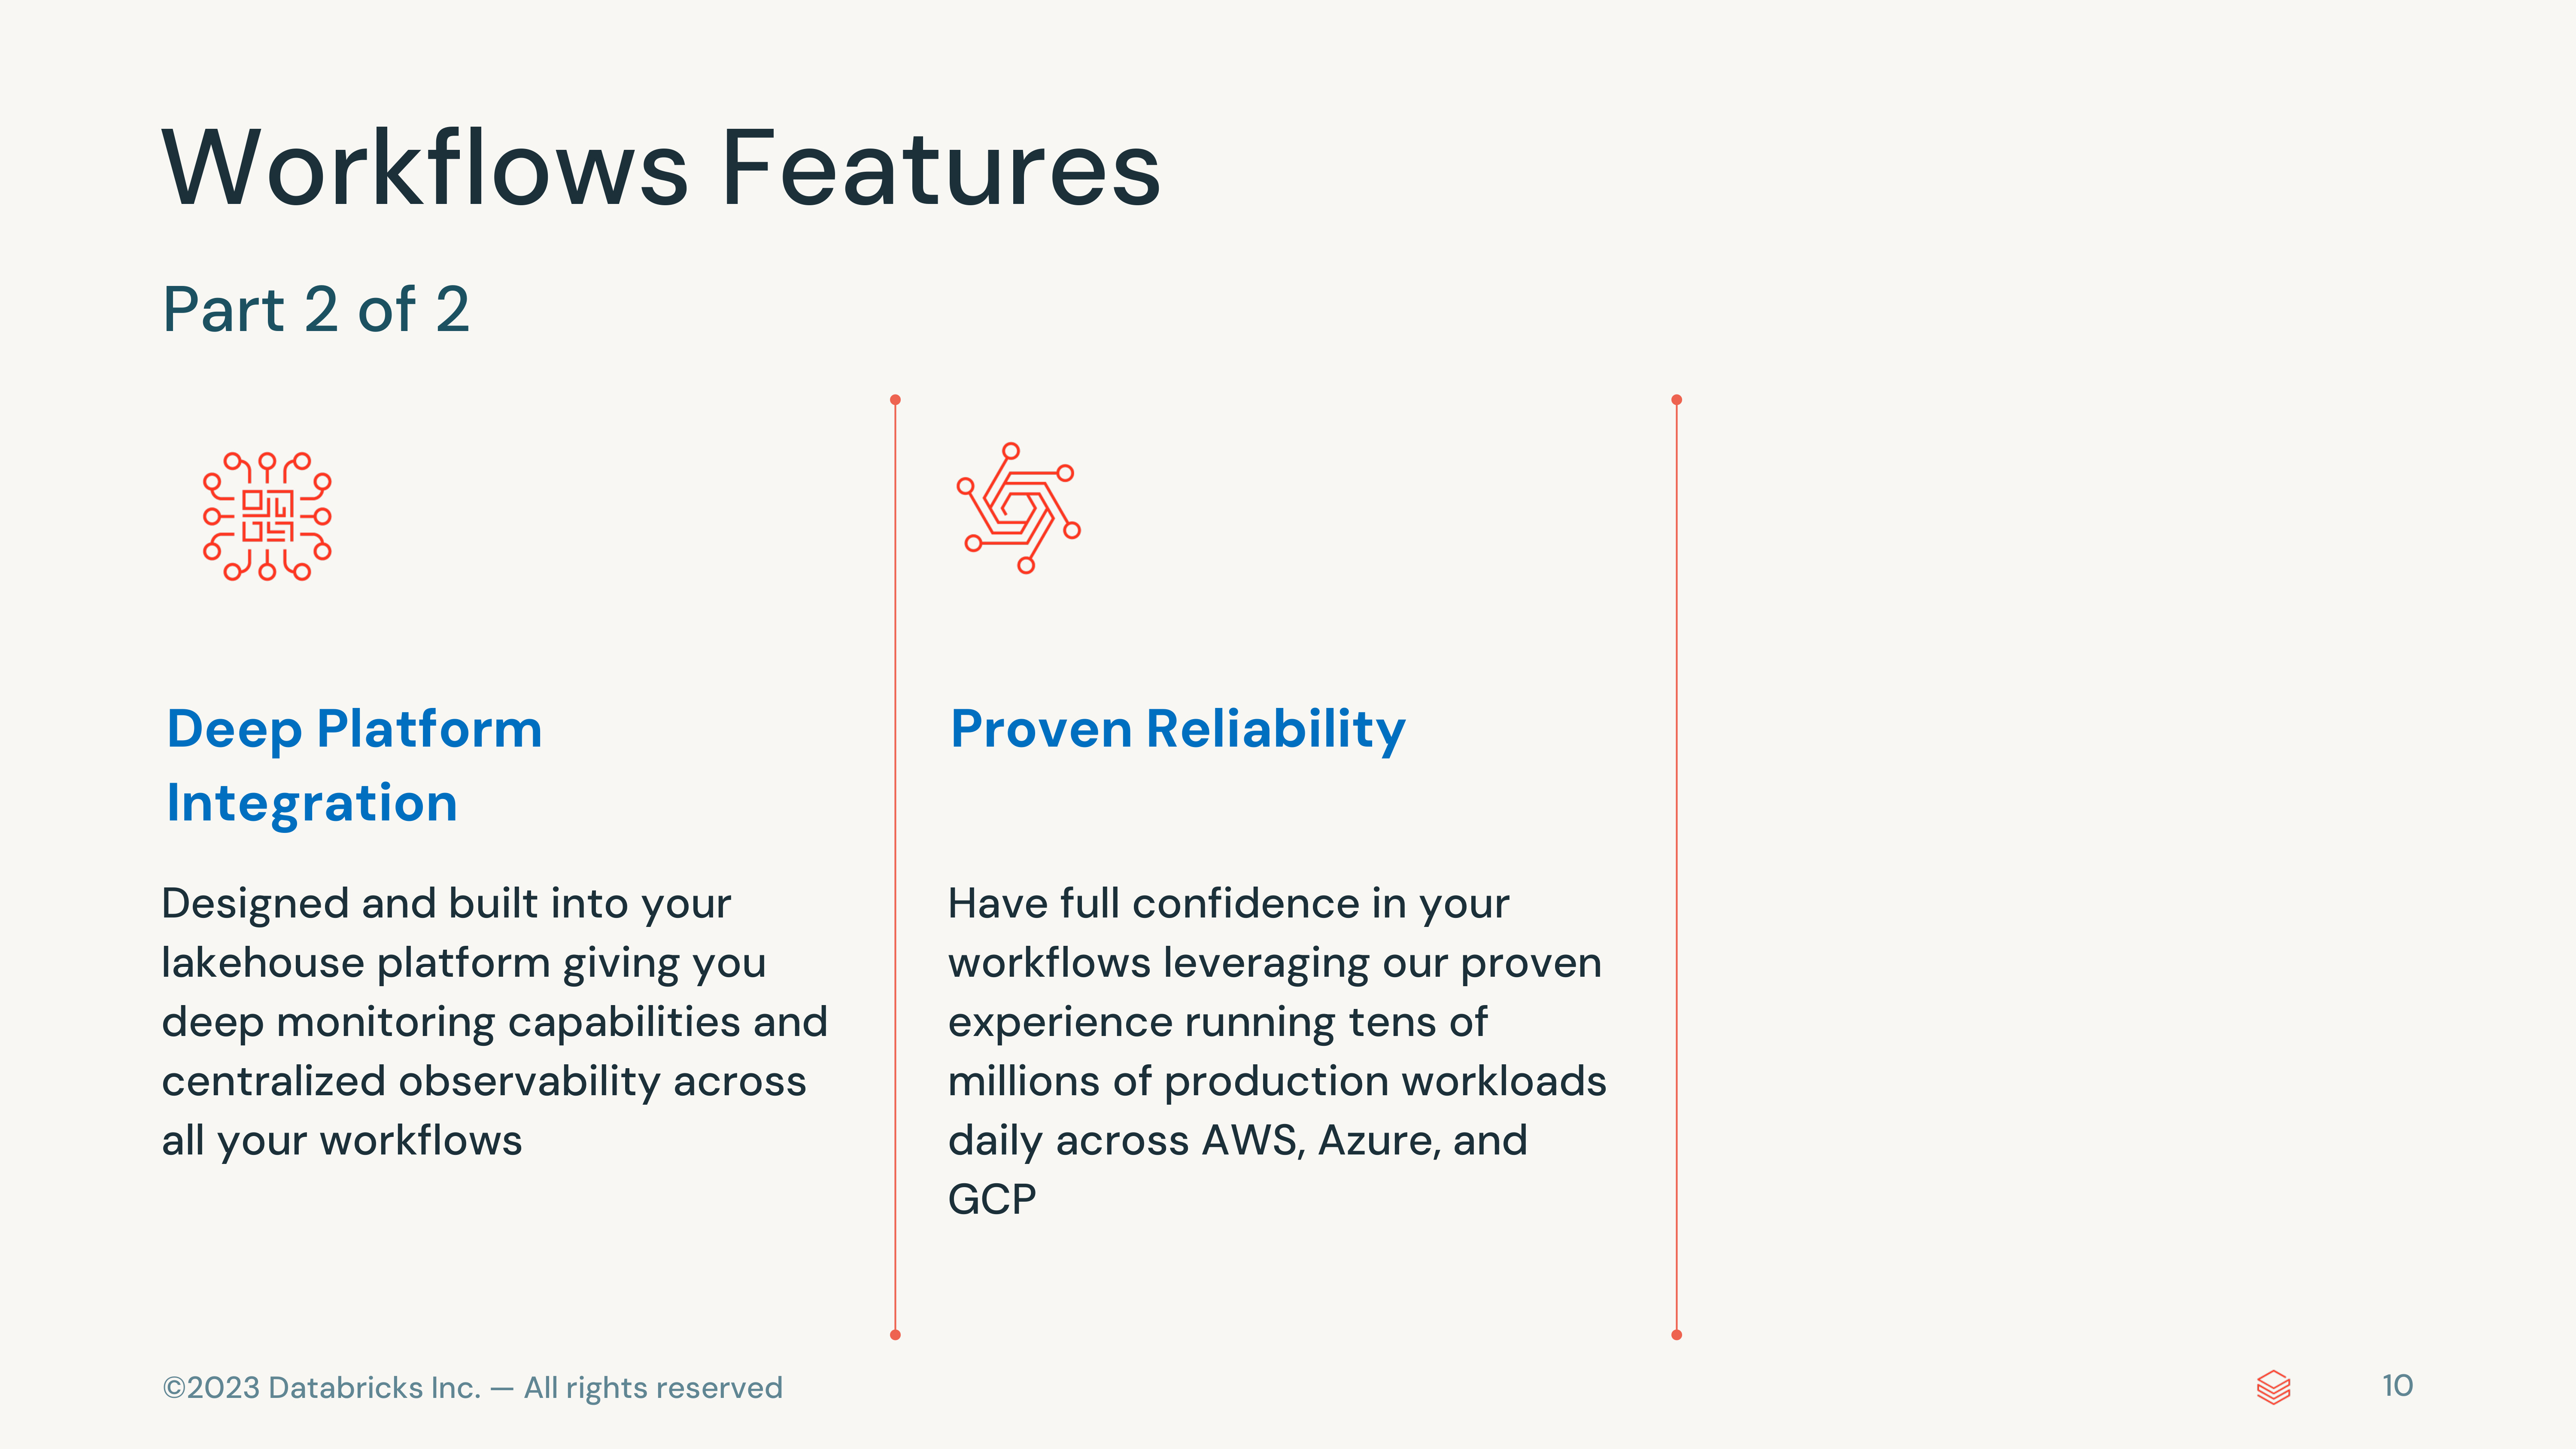 Workflows Features
Part 2 of 2
Deep Platform
Integration
Designed and built into your
lakehouse platform giving you
deep monitoring capabilities and
centralized observability across
all your workflows
Proven Reliability
Have full confidence in your
workflows leveraging our proven
experience running tens of
millions of production workloads
daily across AWS, Azure, and
GCP
©2023 Databricks Inc. — All rights reserved
10